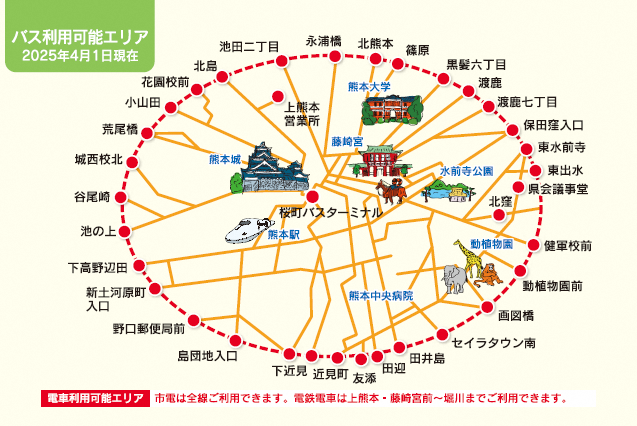 バス利用可能エリア
2025年4月1日現在
池田二丁目
永浦橋
北熊本
篠原
黒髪六丁目
渡鹿
渡鹿七丁目
保田窪入口
東水前寺
東出水
県会議事堂
北窪
健軍校前
動植物園前
画図橋
セイラタウン南
田井島
田迎
友添
近見町
下近見
島団地入口
野口郵便局前
新土河原町
入口
下高野辺田
池の上
谷尾崎
城西校北
荒尾橋
小山田
花園校前
北島
上熊本
営業所
熊本大学
藤崎宮
熊本城
水前寺公園
桜町バスターミナル
熊本駅
動植物園
熊本中央病院
電車利用可能エリア 市電は全線ご利用できます。電鉄電車は上熊本・藤崎宮前～堀川までご利用できます。